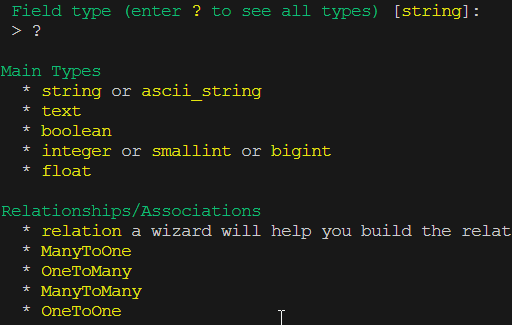 Field type (enter ? to see all types) [string]:
> ?
Main Types
* string or ascii_string
* text
* boolean
* integer or smallint or bigint
* float
Relationships/Associations
* relation a wizard will help you build the relat
* ManyToOne
* OneToMany
* ManyToMany
* OneToOne